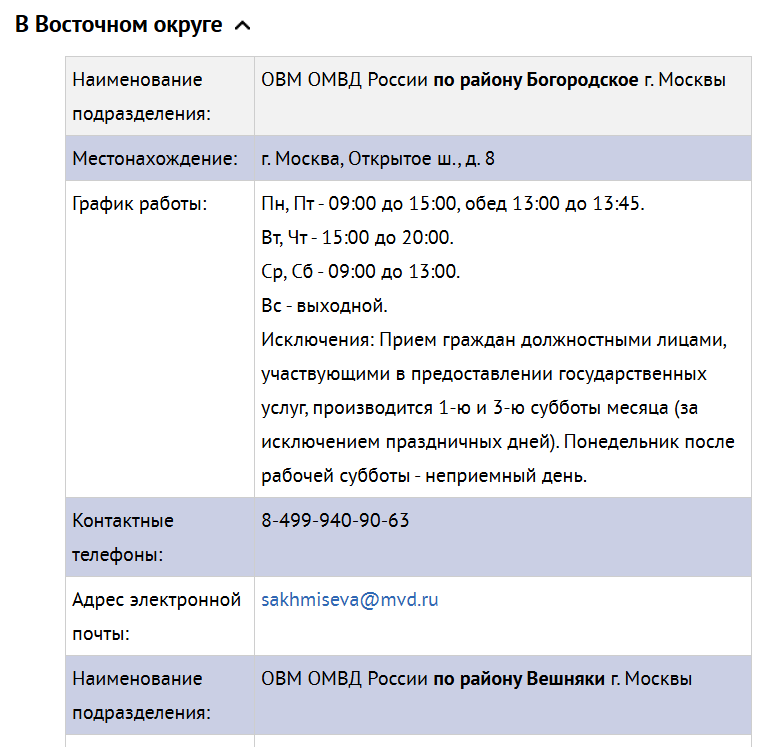 В Восточном округе
Наименование
подразделения:
ОВМ ОМВД России по району Богородское г. Москвы
Местонахождение:
г. Москва, Открытое ш., д. 8
График работы:
Пн, Пт - 09:00 до 15:00, обед 13:00 до 13:45.
Вт, Чт - 15:00 до 20:00.
Ср, Сб - 09:00 до 13:00.
Вс - выходной.
Исключения: Прием граждан должностными лицами,
участвующими в предоставлении государственных
услуг, производится 1-ю и 3-ю субботы месяца (за
исключением праздничных дней). Понедельник после
рабочей субботы - неприемный день.
Контактные
телефоны:
8-499-940-90-63
Адрес электронной
почты:
sakhmiseva@mvd.ru
Наименование
подразделения:
ОВМ ОМВД России по району Вешняки г. Москвы